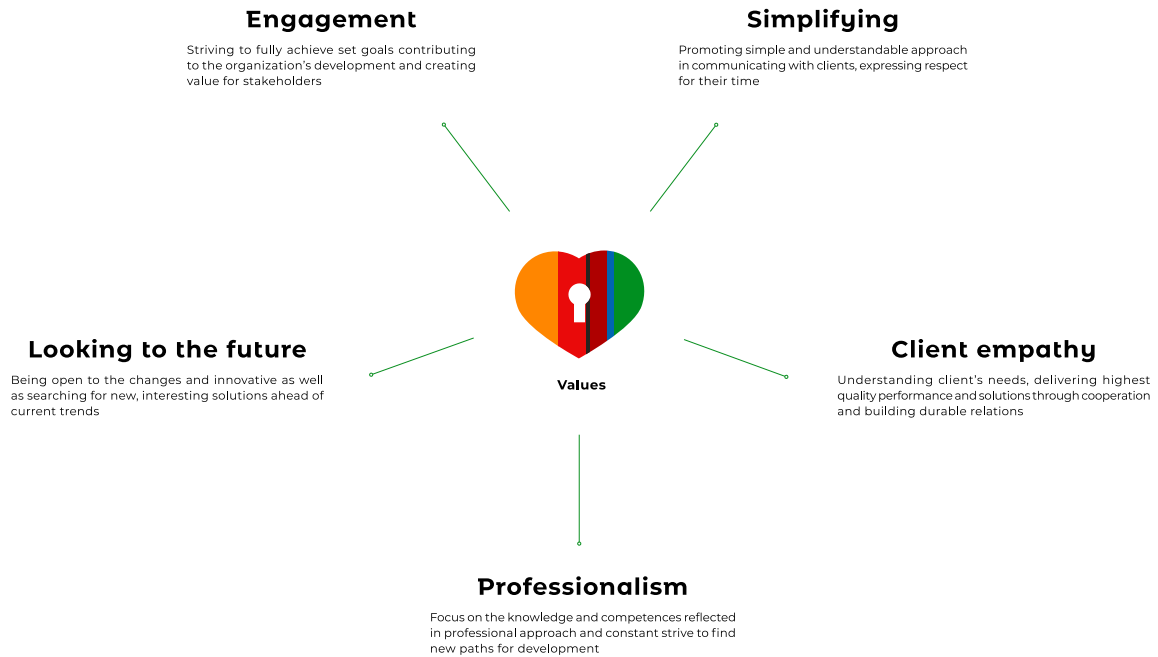 Engagement
Striving to fully achieve set goals contributing
to the organization's development and creating
value for stakeholders
Simplifying
Promoting simple and understandable approach
in communicating with clients, expressing respect
for their time
Looking to the future
Being open to the changes and innovative as well
as searching for new, interesting solutions ahead of
current trends
Values
Client empathy
Understanding client's needs, delivering highest
quality performance and solutions through cooperation
and building durable relations
Professionalism
Focus on the knowledge and competences reflected
in professional approach and constant strive to find
new paths for development